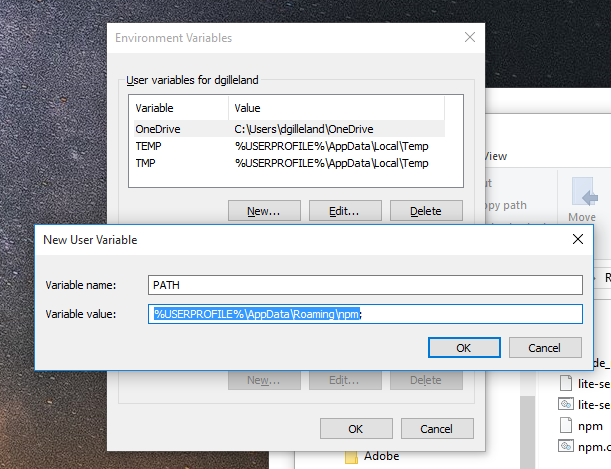 Environment Variables
User variables for dgilleland
Variable Value
OneDrive C:\Users\dgilleland\OneDrive
TEMP %USERPROFILE%\AppData\Local\Temp
TMP %USERPROFILE%\AppData\Local\Temp
View
New... Edit... Delete
py path
Move
New User Variable
Variable name: PATH
Variable value: %USERPROFILE%\AppData\Roaming\npm;
OK Cancel
New... Edit... Delete
de_
lite-se
lite-se
npm
npm.c
OK Cancel
Adobe